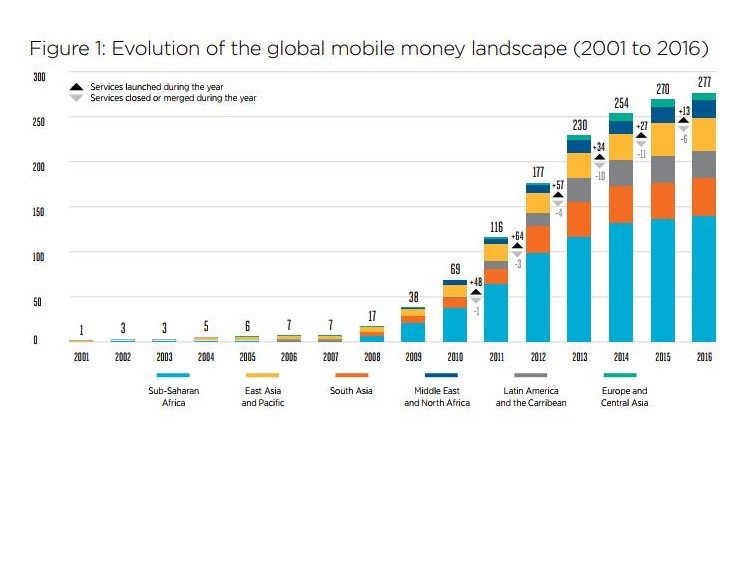 Figure 1: Evolution of the global mobile money landscape (2001 to 2016)
300
250
200
150
100
50
0
Services launched during the year
Services closed or merged during the year
1
3
3
5
6
7
7
17
38
69
116
177
230
254
270
277
+48
-1
+64
-3
+57
-4
+34
-10
+27
-11
+13
-6
2001 2002 2003 2004 2005 2006 2007 2008 2009 2010 2011 2012 2013 2014 2015 2016
Sub-Saharan
Africa
East Asia
and Pacific
South Asia
Middle East
and North Africa
Latin America
and the Carribean
Europe and
Central Asia